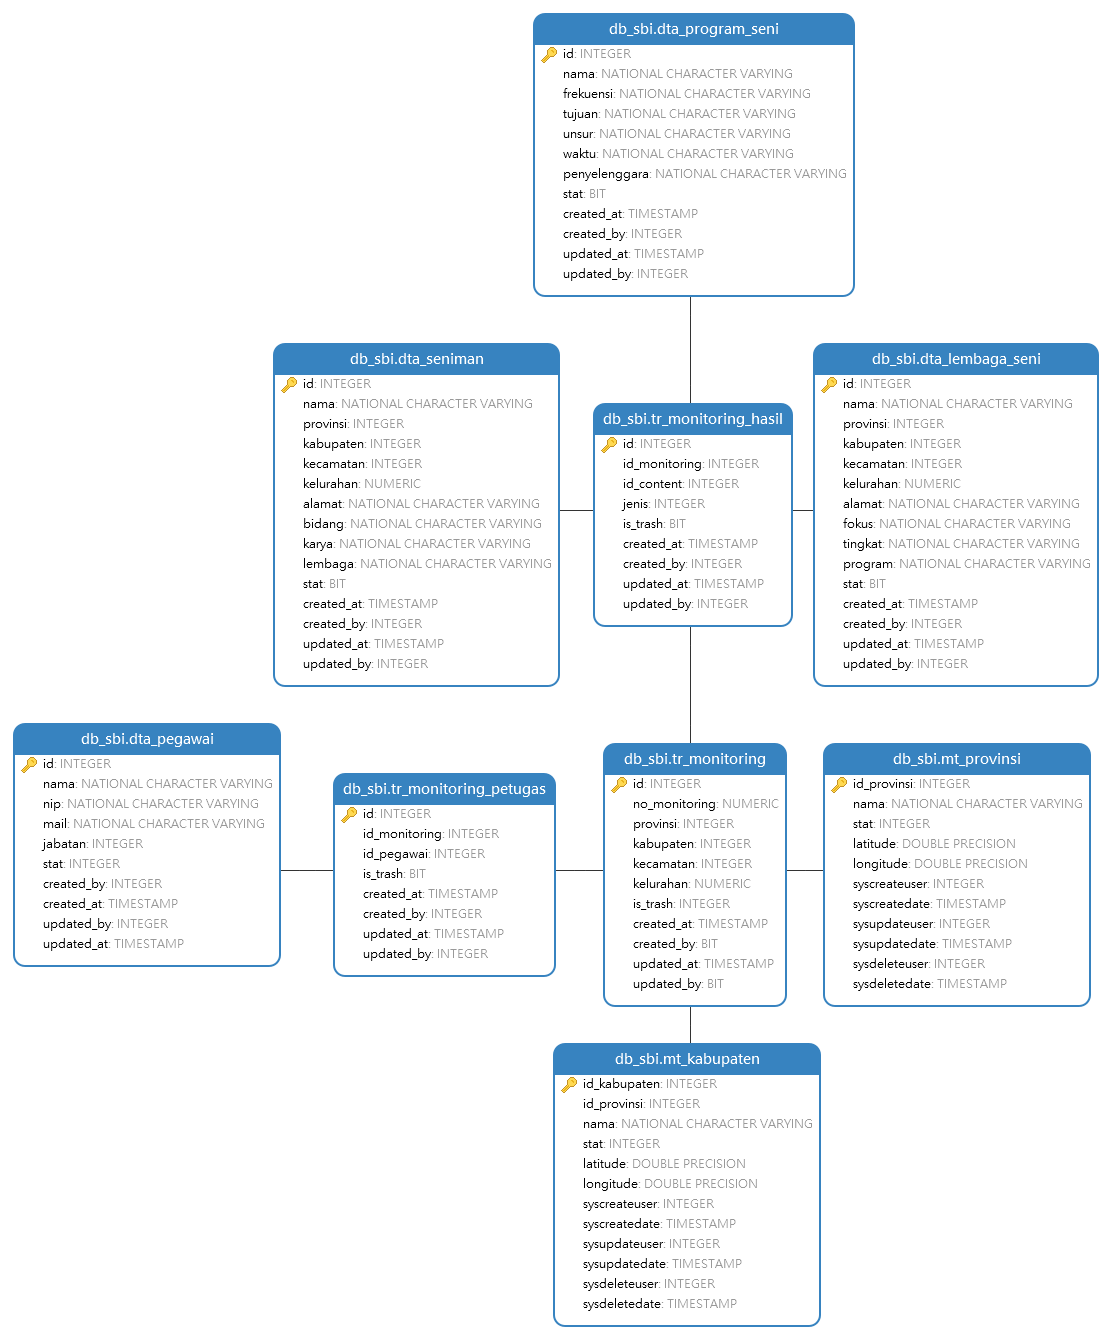 db_sbi.dta_program_seni
id: INTEGER
nama: NATIONAL CHARACTER VARYING
frekuensi: NATIONAL CHARACTER VARYING
tujuan: NATIONAL CHARACTER VARYING
unsur: NATIONAL CHARACTER VARYING
waktu: NATIONAL CHARACTER VARYING
penyelenggara: NATIONAL CHARACTER VARYING
stat: BIT
created_at: TIMESTAMP
created_by: INTEGER
updated_at: TIMESTAMP
updated_by: INTEGER
db_sbi.dta_seniman
id: INTEGER
nama: NATIONAL CHARACTER VARYING
provinsi: INTEGER
kabupaten: INTEGER
kecamatan: INTEGER
kelurahan: NUMERIC
alamat: NATIONAL CHARACTER VARYING
bidang: NATIONAL CHARACTER VARYING
karya: NATIONAL CHARACTER VARYING
lembaga: NATIONAL CHARACTER VARYING
stat: BIT
created_at: TIMESTAMP
created_by: INTEGER
updated_at: TIMESTAMP
updated_by: INTEGER
db_sbi.tr_monitoring_hasil
id: INTEGER
id_monitoring: INTEGER
id_content: INTEGER
jenis: INTEGER
is_trash: BIT
created_at: TIMESTAMP
created_by: INTEGER
updated_at: TIMESTAMP
updated_by: INTEGER
db_sbi.dta_lembaga_seni
id: INTEGER
nama: NATIONAL CHARACTER VARYING
provinsi: INTEGER
kabupaten: INTEGER
kecamatan: INTEGER
kelurahan: NUMERIC
alamat: NATIONAL CHARACTER VARYING
fokus: NATIONAL CHARACTER VARYING
tingkat: NATIONAL CHARACTER VARYING
program: NATIONAL CHARACTER VARYING
stat: BIT
created_at: TIMESTAMP
created_by: INTEGER
updated_at: TIMESTAMP
updated_by: INTEGER
db_sbi.dta_pegawai
id: INTEGER
nama: NATIONAL CHARACTER VARYING
nip: NATIONAL CHARACTER VARYING
mail: NATIONAL CHARACTER VARYING
jabatan: INTEGER
stat: INTEGER
created_by: INTEGER
created_at: TIMESTAMP
updated_by: INTEGER
updated_at: TIMESTAMP
db_sbi.tr_monitoring_petugas
id: INTEGER
id_monitoring: INTEGER
id_pegawai: INTEGER
is_trash: BIT
created_at: TIMESTAMP
created_by: INTEGER
updated_at: TIMESTAMP
updated_by: INTEGER
db_sbi.tr_monitoring
id: INTEGER
no_monitoring: NUMERIC
provinsi: INTEGER
kabupaten: INTEGER
kecamatan: INTEGER
kelurahan: NUMERIC
is_trash: INTEGER
created_at: TIMESTAMP
created_by: BIT
updated_at: TIMESTAMP
updated_by: BIT
db_sbi.mt_provinsi
id_provinsi: INTEGER
nama: NATIONAL CHARACTER VARYING
stat: INTEGER
latitude: DOUBLE PRECISION
longitude: DOUBLE PRECISION
syscreateuser: INTEGER
syscreatedate: TIMESTAMP
sysupdateuser: INTEGER
sysupdatedate: TIMESTAMP
sysdeleteuser: INTEGER
sysdeletedate: TIMESTAMP
db_sbi.mt_kabupaten
id_kabupaten: INTEGER
id_provinsi: INTEGER
nama: NATIONAL CHARACTER VARYING
stat: INTEGER
latitude: DOUBLE PRECISION
longitude: DOUBLE PRECISION
syscreateuser: INTEGER
syscreatedate: TIMESTAMP
sysupdateuser: INTEGER
sysupdatedate: TIMESTAMP
sysdeleteuser: INTEGER
sysdeletedate: TIMESTAMP